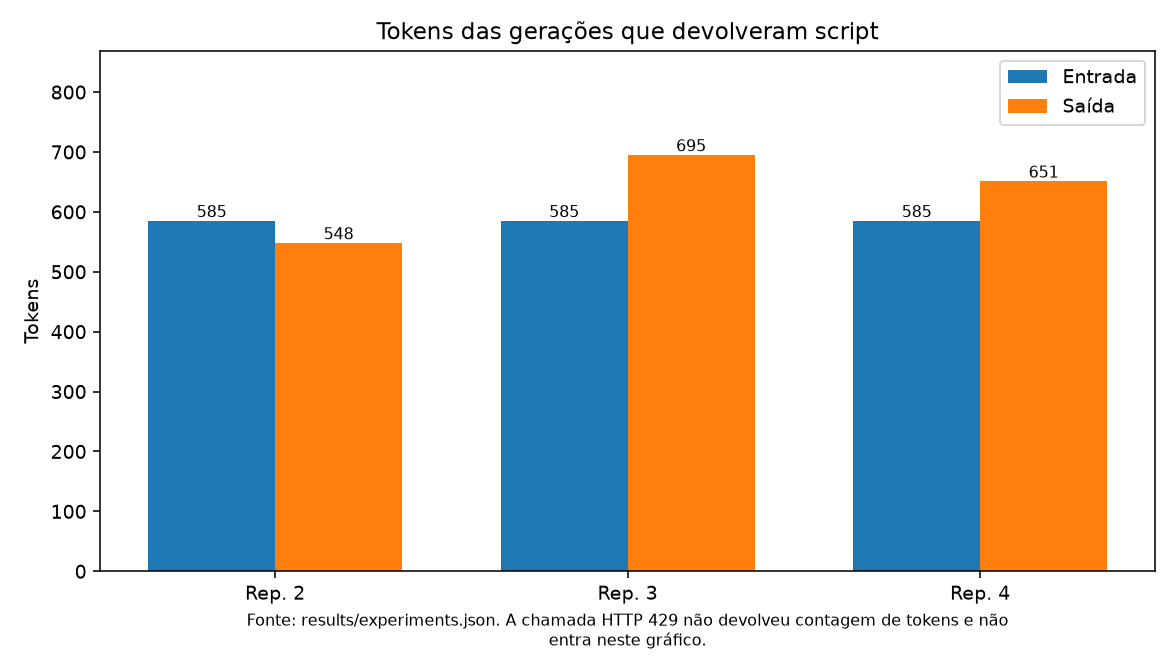 Tokens das gerações que devolveram script
Entrada
Saída
Tokens
800
700
600
500
400
300
200
100
0
585
548
585
695
585
651
Rep. 2
Rep. 3
Rep. 4
Fonte: results/experiments.json. A chamada HTTP 429 não devolveu contagem de tokens e não
entra neste gráfico.